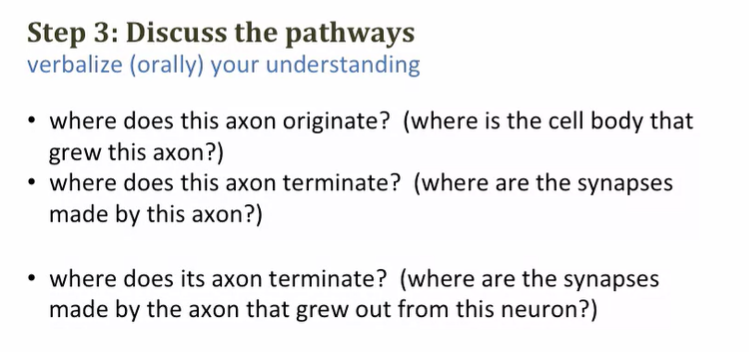 Step 3: Discuss the pathways
verbalize (orally) your understanding
• where does this axon originate?  (where is the cell body that
grew this axon?)
• where does this axon terminate?  (where are the synapses
made by this axon?)
• where does its axon terminate?  (where are the synapses
made by the axon that grew out from this neuron?)